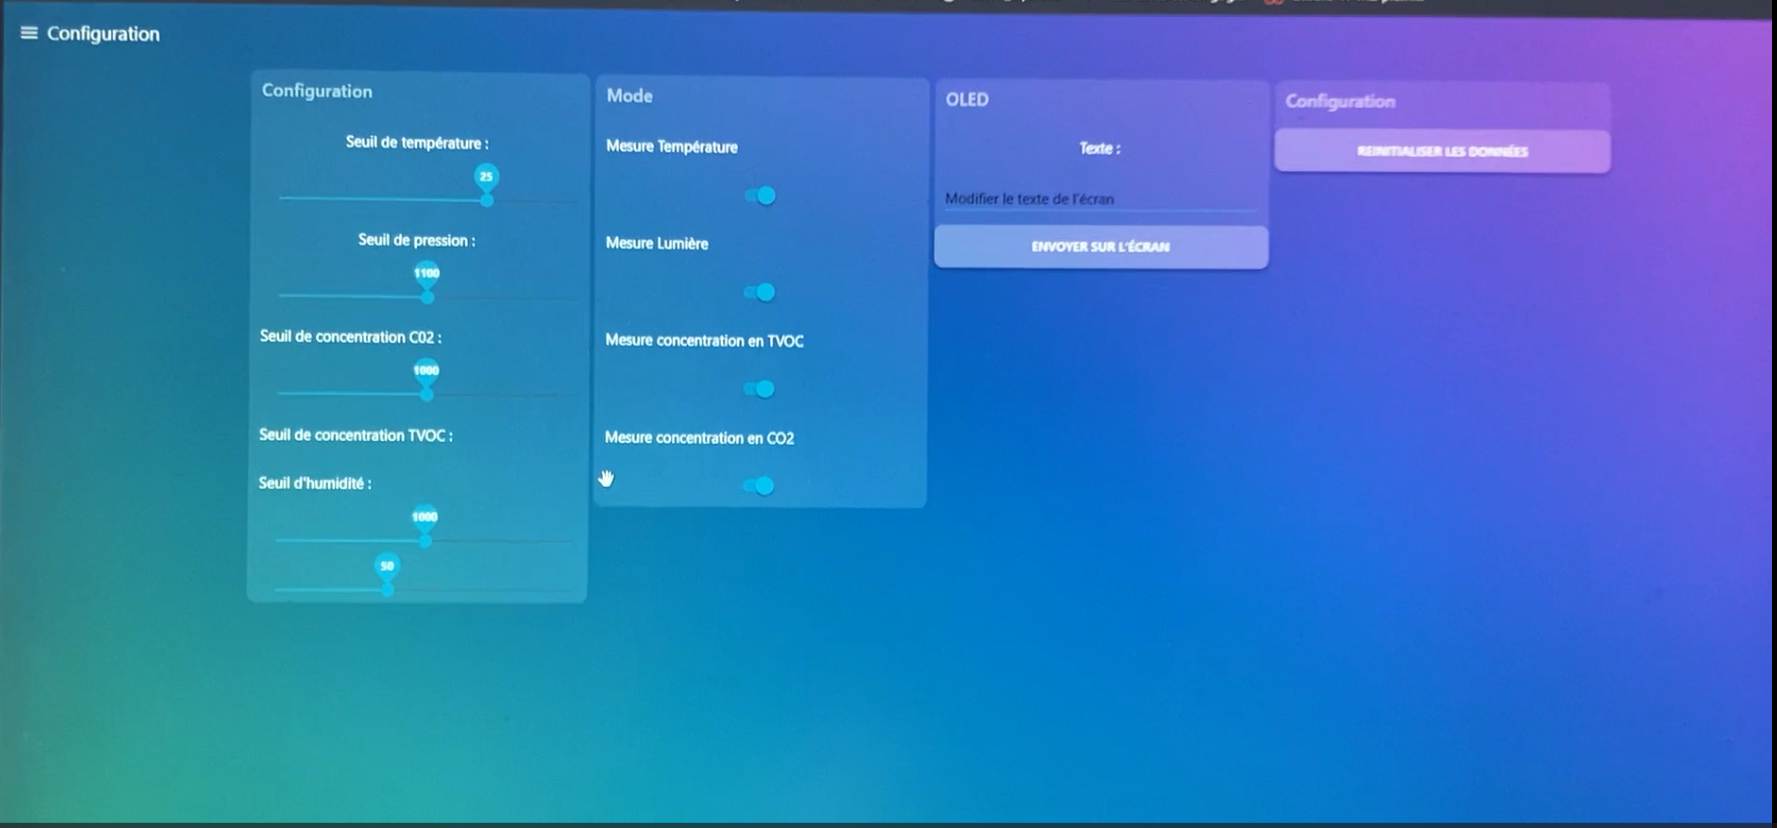 Configuration
Configuration
Seuil de température :
25
Seuil de pression :
1100
Seuil de concentration C02 :
1000
Seuil de concentration TVOC :
Seuil d'humidité :
1000
50
Mode
Mesure Température
Mesure Lumière
Mesure concentration en TVOC
Mesure concentration en CO2
OLED
Texte :
Modifier le texte de l'écran
ENVOYER SUR L'ÉCRAN
Configuration
REINITIALISER LES DONNÉES